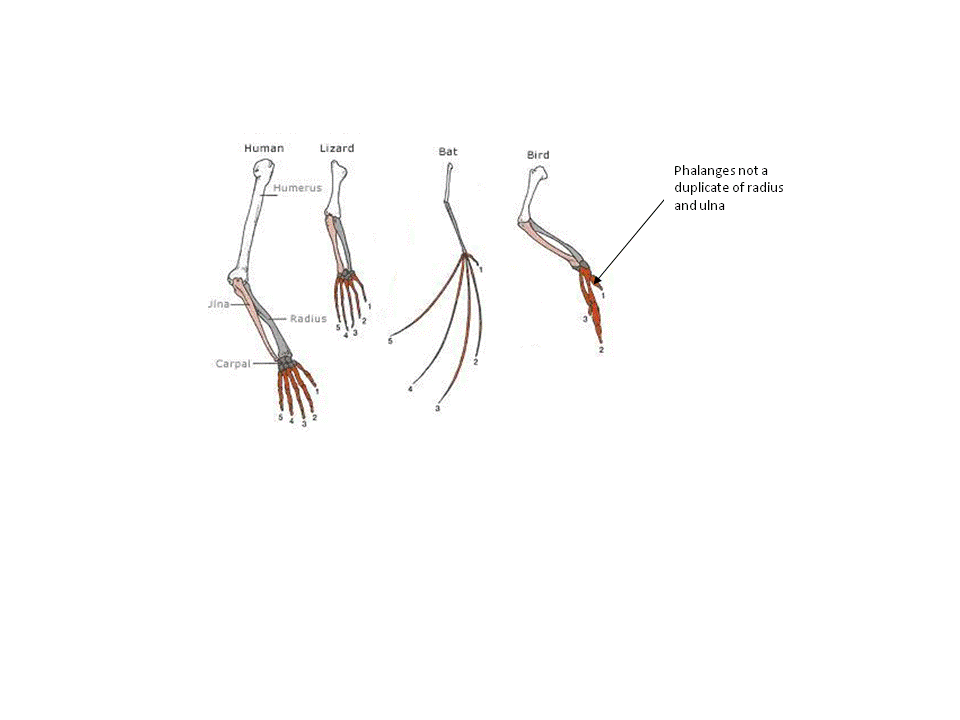 Human
Lizard
Bat
Bird
Phalanges not a
duplicate of radius
and ulna
Humerus
Jlna
Radius
Carpal
1
2
3
4
5
1
2
3
4
5
1
2
3
4
5
1
3
2